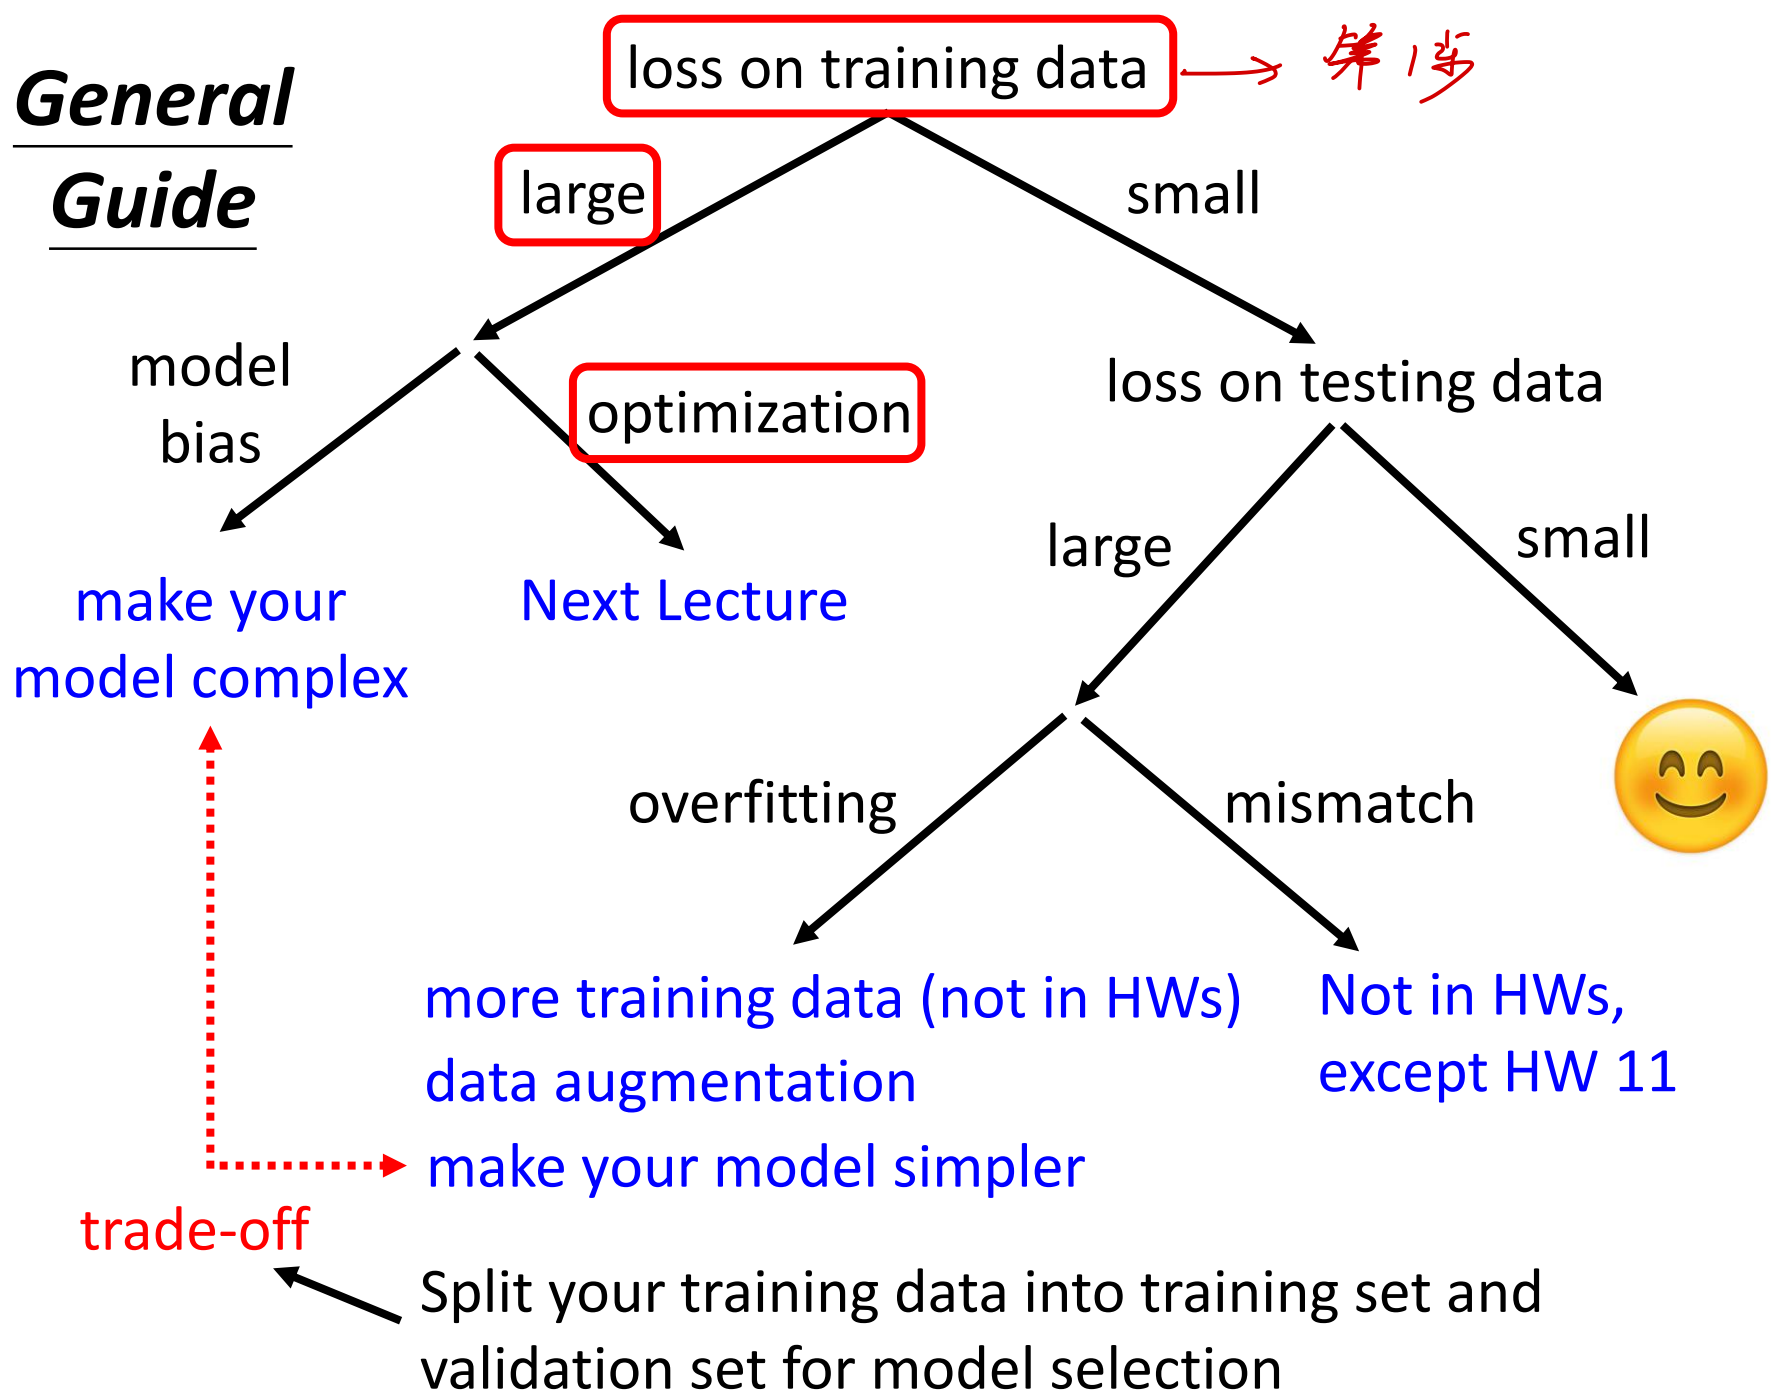 General
Guide
loss on training data
第1步
large
small
model
bias
optimization
loss on testing data
large
small
make your
model complex
Next Lecture
overfitting
mismatch
more training data (not in HWs)
data augmentation
make your model simpler
Not in HWs,
except HW 11
trade-off
Split your training data into training set and
validation set for model selection